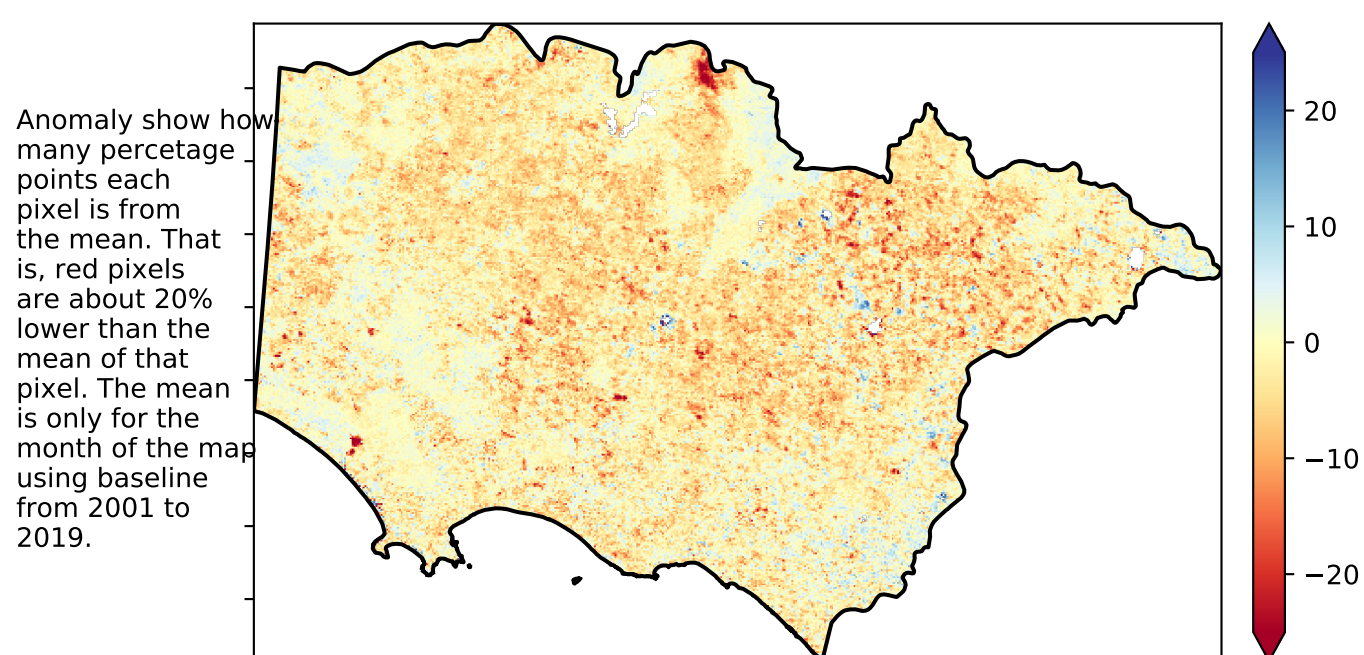 Anomaly show how
many percetage
points each
pixel is from
the mean. That
is, red pixels
are about 20%
lower than the
mean of that
pixel. The mean
is only for the
month of the map
using baseline
from 2001 to
2019.
20
10
0
−10
−20